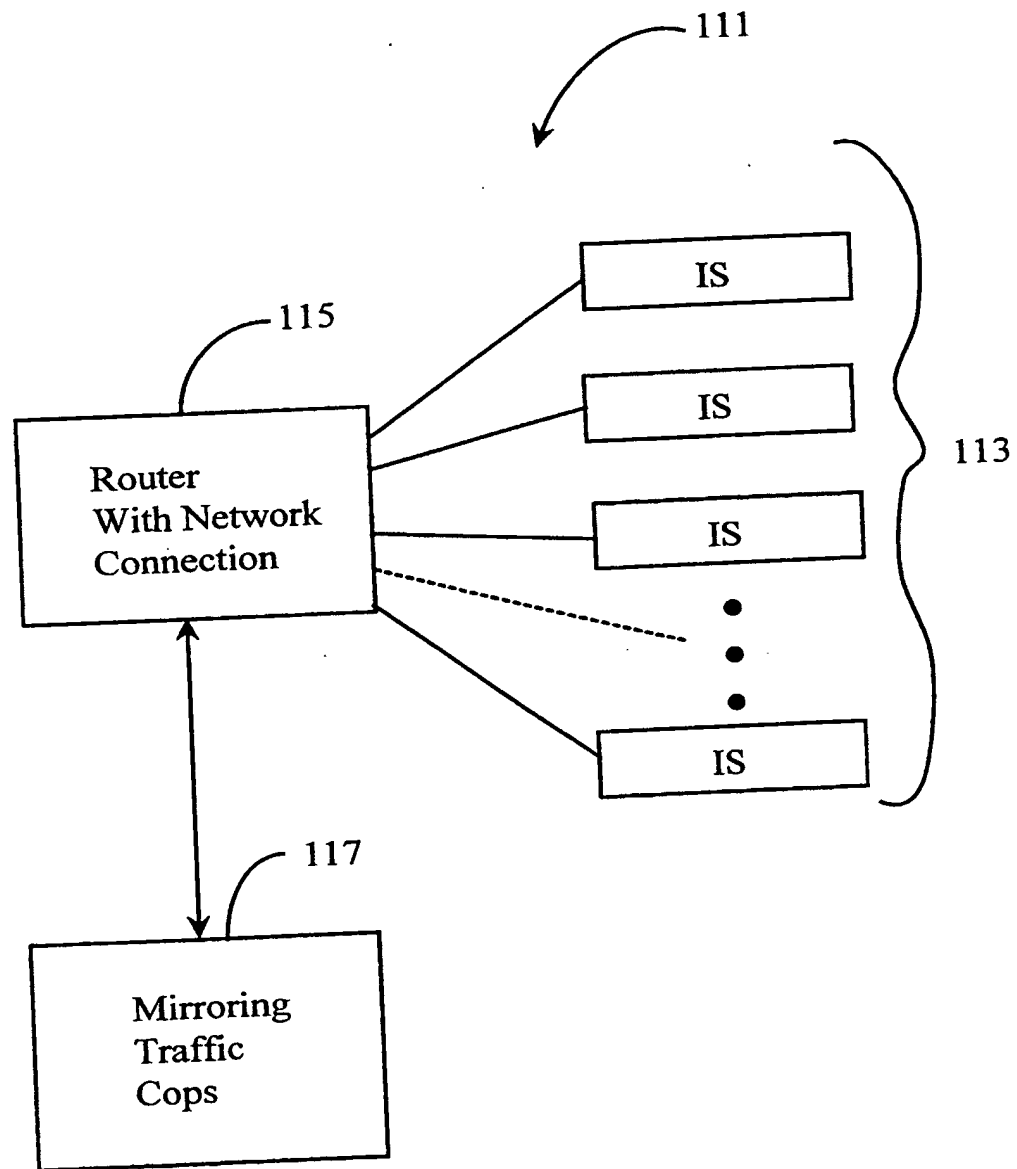 111
IS
115
IS
113
Router
With Network
Connection
IS
IS
117
Mirroring
Traffic
Cops